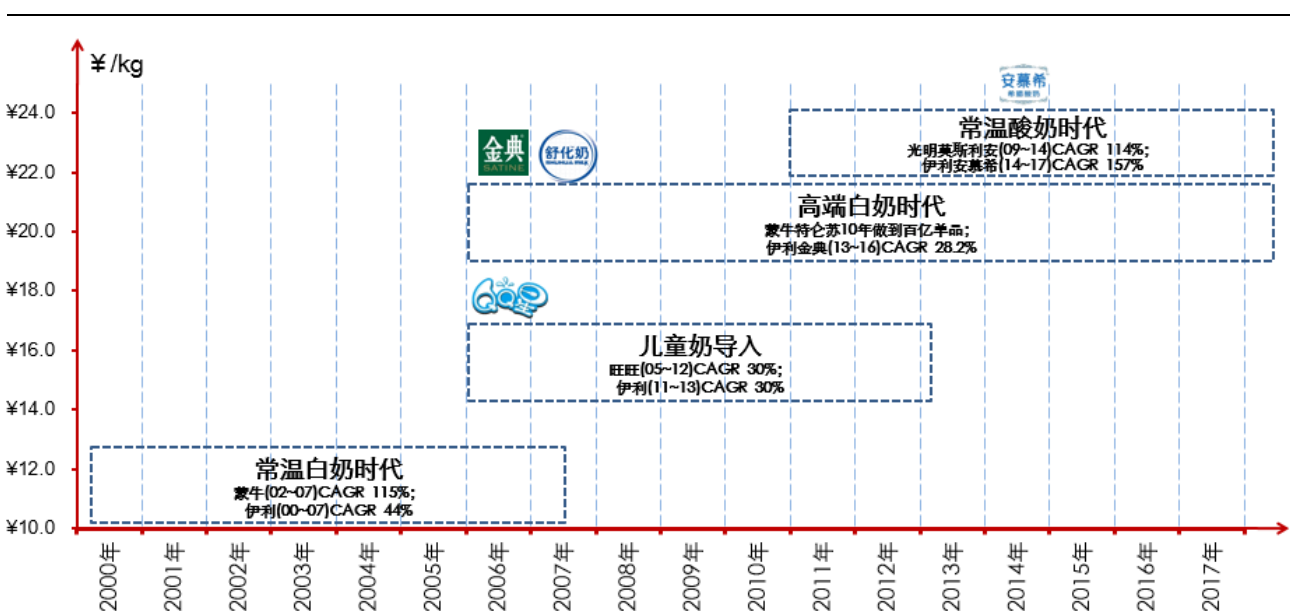 ¥/kg
¥24.0
¥22.0
¥20.0
¥18.0
¥16.0
¥14.0
¥12.0
¥10.0
安慕希
希腊酸奶
常温酸奶时代
光明莫斯利安(09~14)CAGR 114%;
伊利安慕希(14~17)CAGR 157%
金典
SATINE
舒化奶
SHUHUA MILK
高端白奶时代
蒙牛特仑苏10年做到百亿单品;
伊利金典(13~16)CAGR 28.2%
QQ星
儿童奶导入
旺旺(05~12)CAGR 30%;
伊利(11~13)CAGR 30%
常温白奶时代
蒙牛(02~07)CAGR 115%;
伊利(00~07)CAGR 44%
2000年
2001年
2002年
2003年
2004年
2005年
2006年
2007年
2008年
2009年
2010年
2011年
2012年
2013年
2014年
2015年
2016年
2017年